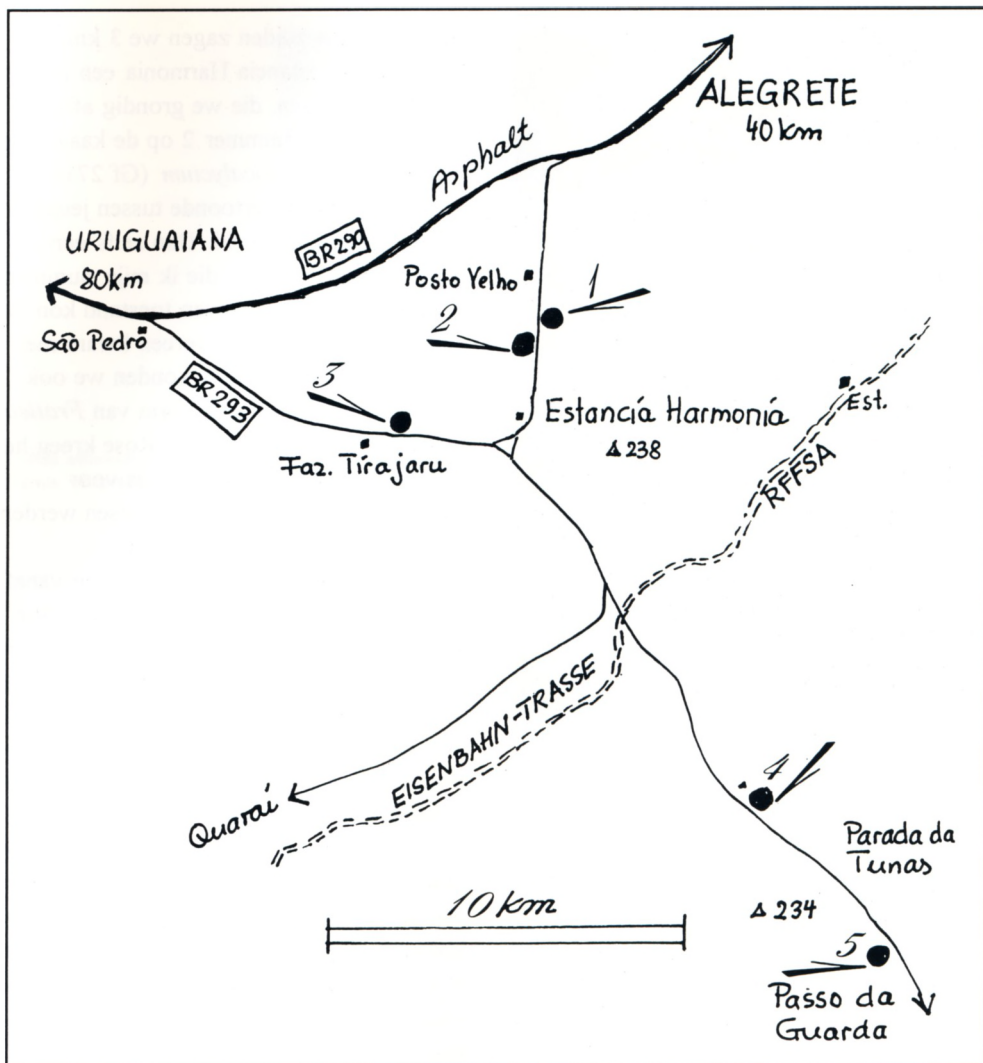 ALEGRETE
40 km
Asphalt
URUGUAIANA
80km
BR290
Posto Velho
1
2
São Pedro
BR293
3
Estancia Harmonia
Est.
Faz. Tirajaru
238
RFFSA
EISENBAHN-TRASSE
Quaraí
4
Parada da
Tunas
10 km
234
5
Passo da
Guarda